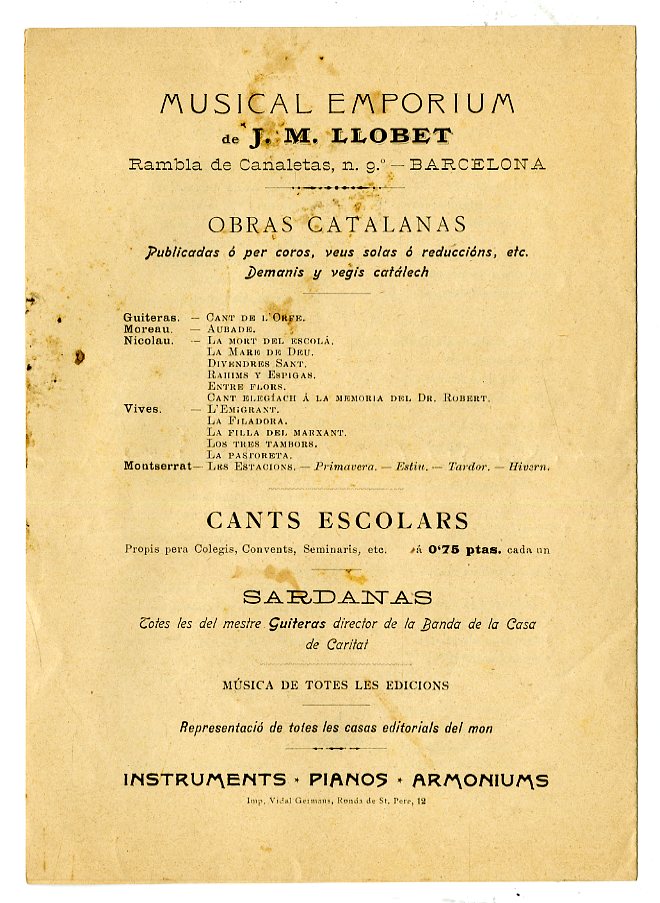 MUSICAL EMPORIUM
de J. M. LLOBET
Rambla de Canaletas, n. 9.º — BARCELONA
OBRAS CATALANAS
Publicadas ó per coros, veus solas ó reduccións, etc.
Demanis y vegis catálech
Guiteras. — CANT DE L'ORFE.
Moreau. — AUBADE.
Nicolau. — LA MORT DEL ESCOLÁ.
LA MARE DE DEU.
DIVENDRES SANT.
RAHIMS Y ESPIGAS.
ENTRE FLORS.
CANT ELEGÍACH Á LA MEMORIA DEL DR. ROBERT.
Vives. — L'EMIGRANT.
LA FILADORA.
LA FILLA DEL MARXANT.
LOS TRES TAMBORS.
LA PASTORETA.
Montserrat — LES ESTACIONS. — Primavera. — Estiu. — Tardor. — Hivern.
CANTS ESCOLARS
Propis pera Colegis, Convents, Seminaris, etc. á 0'75 ptas. cada un
SARDANAS
Totes les del mestre Guiteras director de la Banda de la Casa
de Caritat
MÚSICA DE TOTES LES EDICIONS
Representació de totes les casas editorials del mon
INSTRUMENTS * PIANOS * ARMONIUMS
Imp. Vidal Germans, Ronda de St. Pere, 12